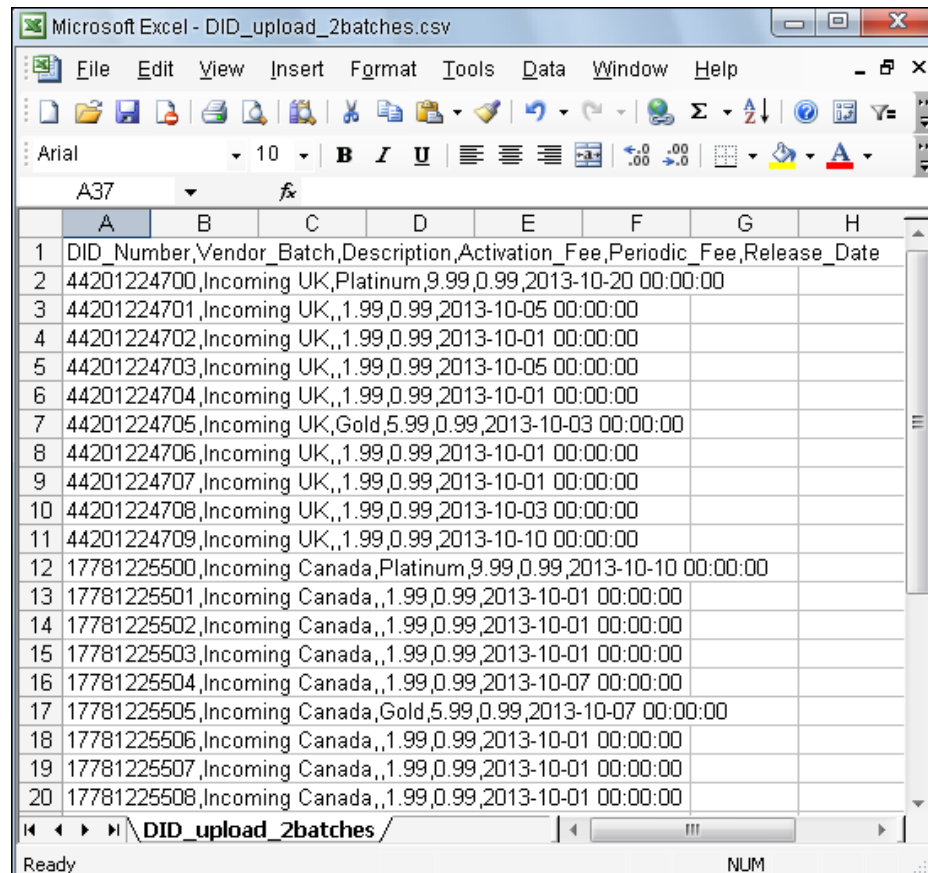 Microsoft Excel - DID_upload_2batches.csv
File Edit View Insert Format Tools Data Window Help
Arial 10 B I U
A37 fx
A B C D E F G H
1 DID_Number,Vendor_Batch,Description,Activation_Fee,Periodic_Fee,Release_Date
2 44201224700,Incoming UK,Platinum,9.99,0.99,2013-10-20 00:00:00
3 44201224701,Incoming UK,,1.99,0.99,2013-10-05 00:00:00
4 44201224702,Incoming UK,,1.99,0.99,2013-10-01 00:00:00
5 44201224703,Incoming UK,,1.99,0.99,2013-10-05 00:00:00
6 44201224704,Incoming UK,,1.99,0.99,2013-10-01 00:00:00
7 44201224705,Incoming UK,Gold,5.99,0.99,2013-10-03 00:00:00
8 44201224706,Incoming UK,,1.99,0.99,2013-10-01 00:00:00
9 44201224707,Incoming UK,,1.99,0.99,2013-10-01 00:00:00
10 44201224708,Incoming UK,,1.99,0.99,2013-10-03 00:00:00
11 44201224709,Incoming UK,,1.99,0.99,2013-10-10 00:00:00
12 17781225500,Incoming Canada,Platinum,9.99,0.99,2013-10-10 00:00:00
13 17781225501,Incoming Canada,,1.99,0.99,2013-10-01 00:00:00
14 17781225502,Incoming Canada,,1.99,0.99,2013-10-01 00:00:00
15 17781225503,Incoming Canada,,1.99,0.99,2013-10-01 00:00:00
16 17781225504,Incoming Canada,,1.99,0.99,2013-10-07 00:00:00
17 17781225505,Incoming Canada,Gold,5.99,0.99,2013-10-07 00:00:00
18 17781225506,Incoming Canada,,1.99,0.99,2013-10-01 00:00:00
19 17781225507,Incoming Canada,,1.99,0.99,2013-10-01 00:00:00
20 17781225508,Incoming Canada,,1.99,0.99,2013-10-01 00:00:00
DID_upload_2batches
Ready NUM